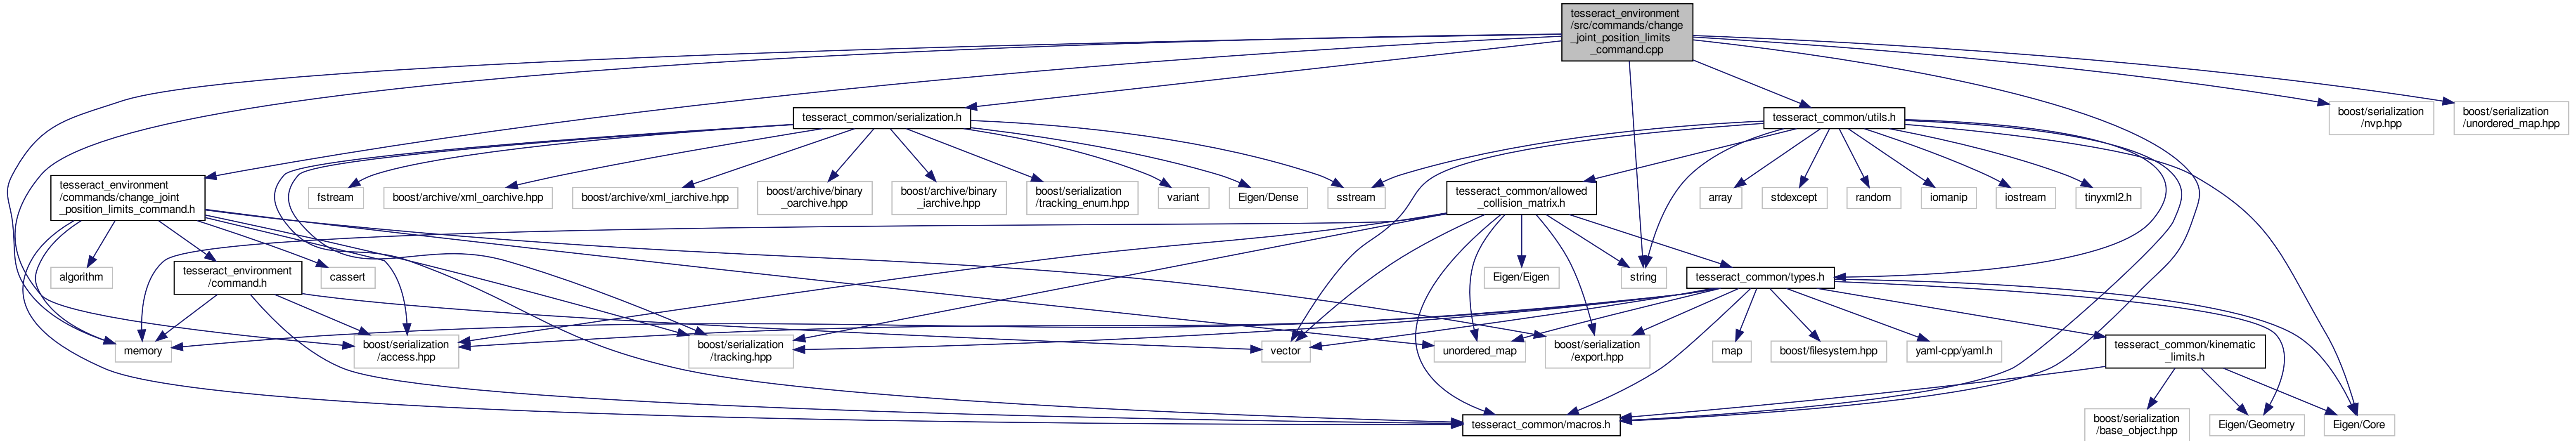 tesseract_environment
/src/commands/change
_joint_position_limits
_command.cpp
tesseract_common/serialization.h
tesseract_common/utils.h
boost/serialization
/nvp.hpp
boost/serialization
/unordered_map.hpp
tesseract_environment
/commands/change_joint
_position_limits_command.h
fstream
boost/archive/xml_oarchive.hpp
boost/archive/xml_iarchive.hpp
boost/archive/binary
_oarchive.hpp
boost/archive/binary
_iarchive.hpp
boost/serialization
/tracking_enum.hpp
variant
Eigen/Dense
sstream
tesseract_common/allowed
_collision_matrix.h
array
stdexcept
random
iomanip
iostream
tinyxml2.h
algorithm
tesseract_environment
/command.h
cassert
Eigen/Eigen
string
tesseract_common/types.h
memory
boost/serialization
/access.hpp
boost/serialization
/tracking.hpp
vector
unordered_map
boost/serialization
/export.hpp
map
boost/filesystem.hpp
yaml-cpp/yaml.h
tesseract_common/kinematic
_limits.h
tesseract_common/macros.h
boost/serialization
/base_object.hpp
Eigen/Geometry
Eigen/Core